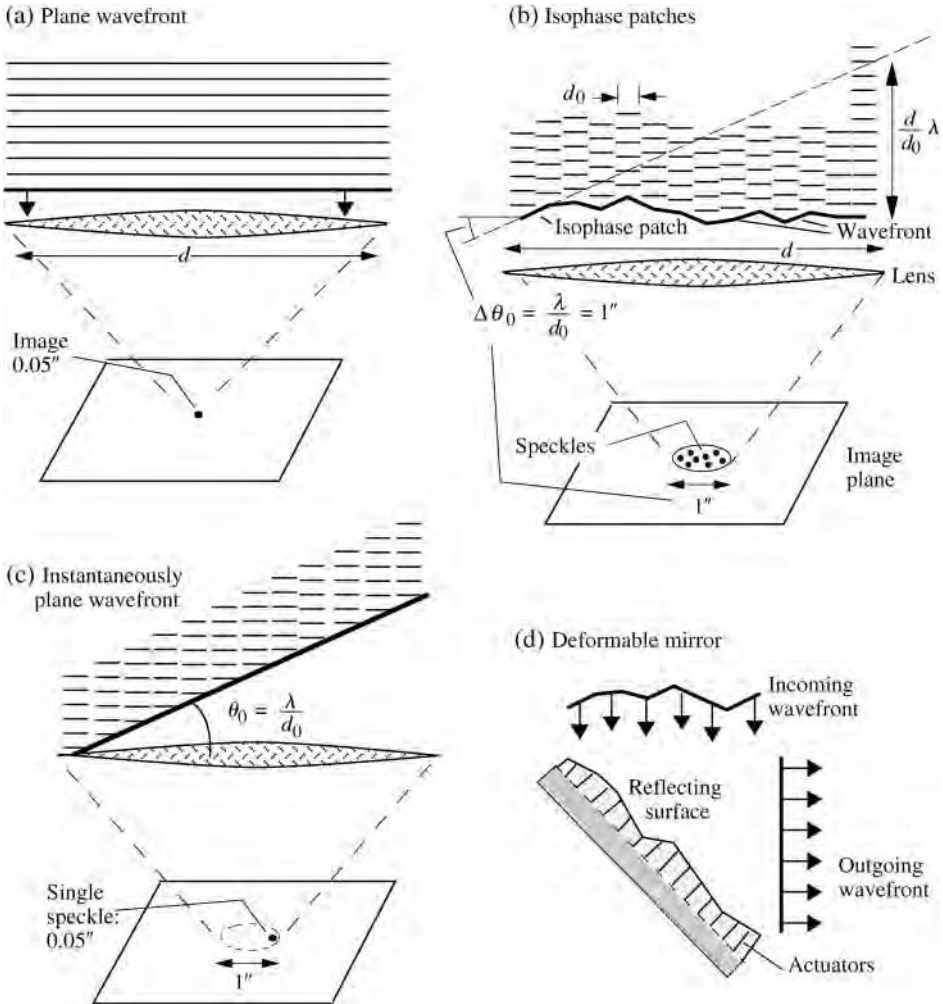 (a) Plane wavefront
d
Image
0.05″
(b) Isophase patches
d₀
d/d₀ λ
Isophase patch
Wavefront
d
Lens
Δθ₀ = λ/d₀ = 1″
Speckles
1″
Image
plane
(c) Instantaneously
plane wavefront
θ₀ = λ/d₀
Single
speckle:
0.05″
1″
(d) Deformable mirror
Incoming
wavefront
Reflecting
surface
Outgoing
wavefront
Actuators